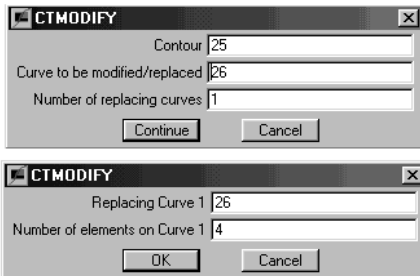 CTMODIFY
Contour 25
Curve to be modified/replaced 26
Number of replacing curves 1
Continue Cancel
CTMODIFY
Replacing Curve 1 26
Number of elements on Curve 1 4
OK Cancel